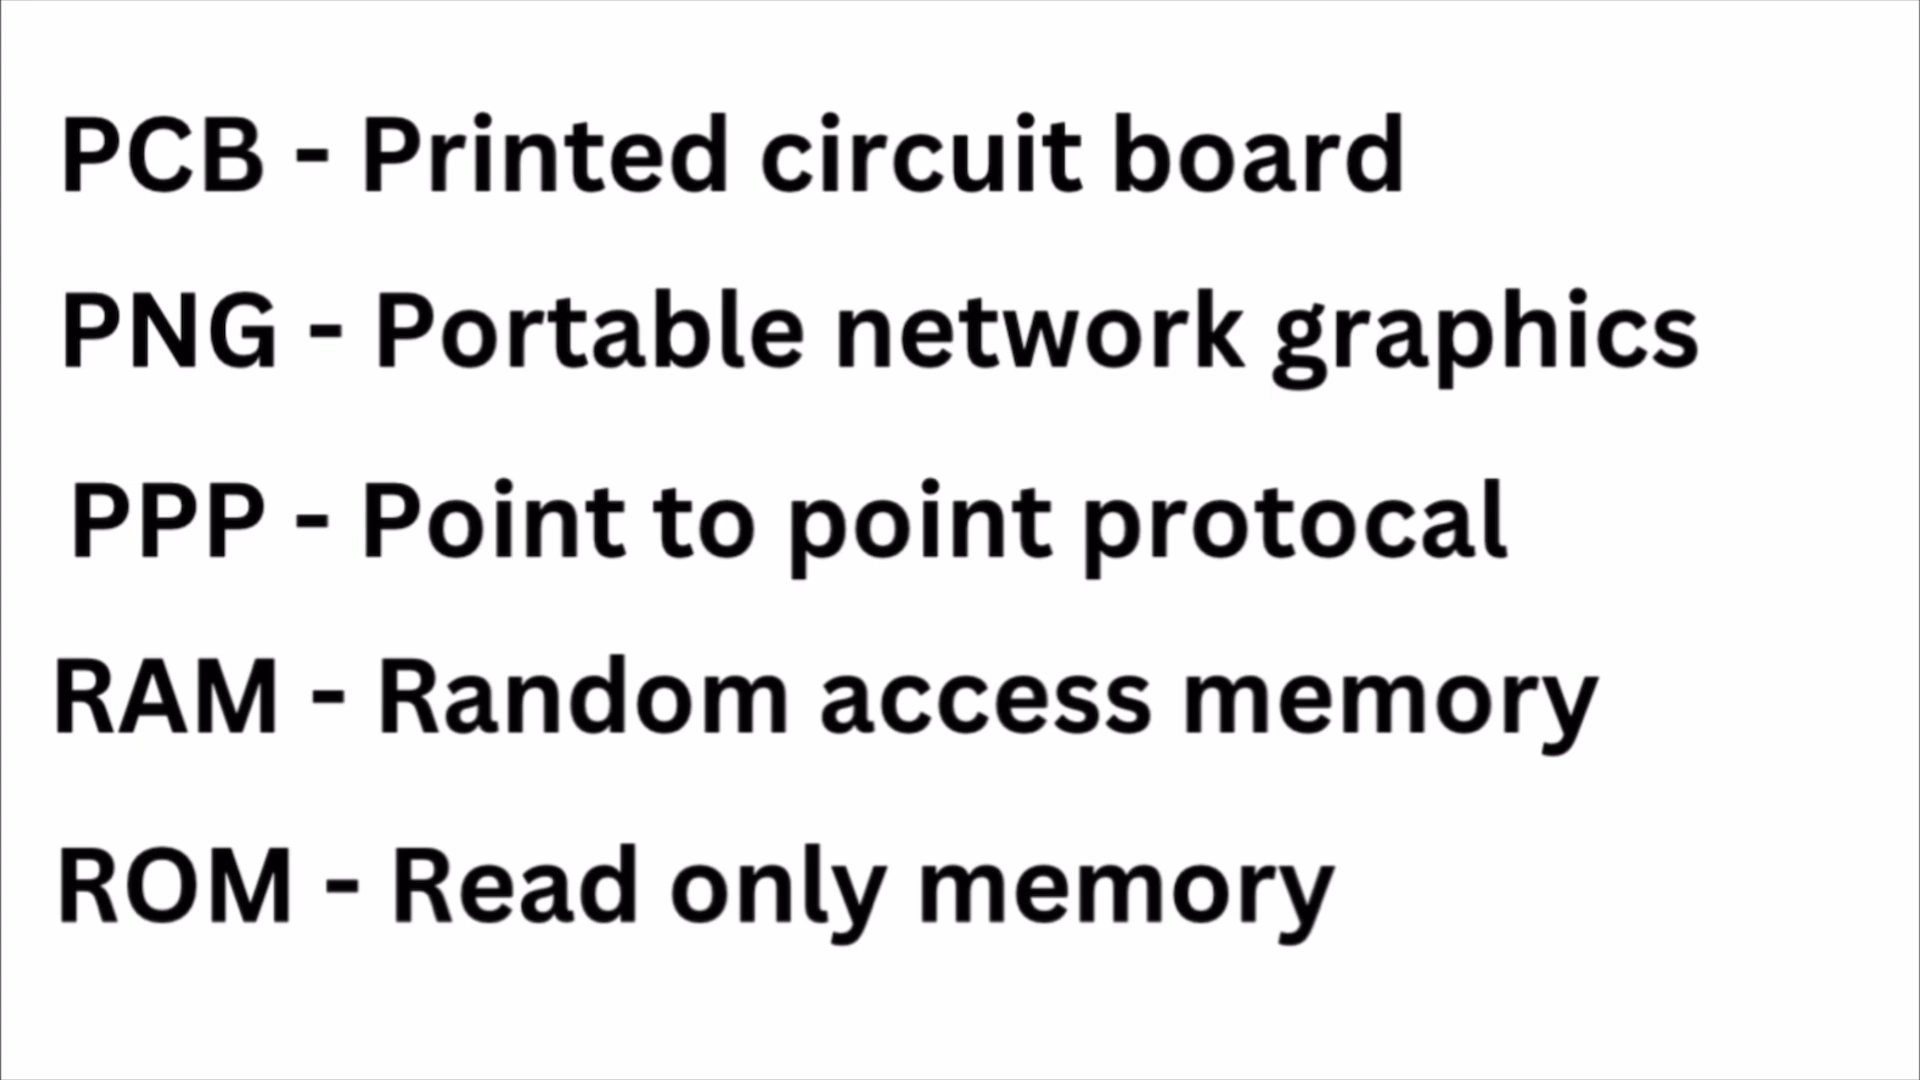 PCB - Printed circuit board
PNG - Portable network graphics
PPP - Point to point protocal
RAM - Random access memory
ROM - Read only memory